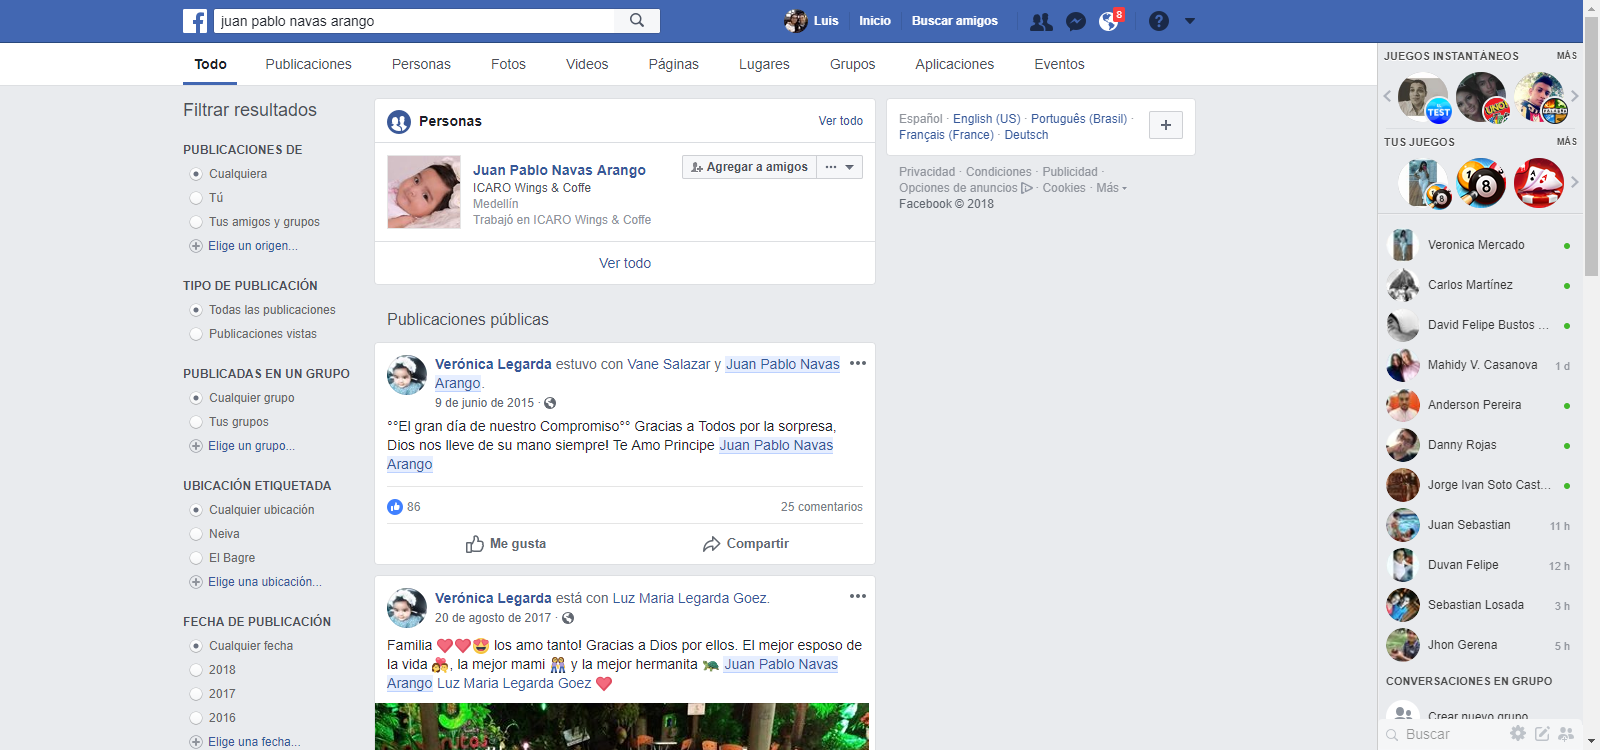 juan pablo navas arango
Luis
Inicio
Buscar amigos
8
Todo
Publicaciones
Personas
Fotos
Videos
Páginas
Lugares
Grupos
Aplicaciones
Eventos
Filtrar resultados
PUBLICACIONES DE
Cualquiera
Tú
Tus amigos y grupos
Elige un origen...
TIPO DE PUBLICACIÓN
Todas las publicaciones
Publicaciones vistas
PUBLICADAS EN UN GRUPO
Cualquier grupo
Tus grupos
Elige un grupo...
UBICACIÓN ETIQUETADA
Cualquier ubicación
Neiva
El Bagre
Elige una ubicación...
FECHA DE PUBLICACIÓN
Cualquier fecha
2018
2017
2016
Elige una fecha...
Personas
Ver todo
Juan Pablo Navas Arango
ICARO Wings & Coffe
Medellín
Trabajó en ICARO Wings & Coffe
Agregar a amigos
Ver todo
Publicaciones públicas
Verónica Legarda estuvo con Vane Salazar y Juan Pablo Navas
Arango.
9 de junio de 2015 ·
°°El gran día de nuestro Compromiso°° Gracias a Todos por la sorpresa,
Dios nos lleve de su mano siempre! Te Amo Principe Juan Pablo Navas
Arango
86
25 comentarios
Me gusta
Compartir
Verónica Legarda está con Luz Maria Legarda Goez.
20 de agosto de 2017 ·
Familia ❤️❤️😍 los amo tanto! Gracias a Dios por ellos. El mejor esposo de
la vida 💏, la mejor mami 👭 y la mejor hermanita 🐢 Juan Pablo Navas
Arango Luz Maria Legarda Goez ❤️
Español · English (US) · Português (Brasil) ·
Français (France) · Deutsch
Privacidad · Condiciones · Publicidad ·
Opciones de anuncios · Cookies · Más
Facebook © 2018
JUEGOS INSTANTÁNEOS
MÁS
TEST
UNO
TUS JUEGOS
MÁS
8
8
A
Veronica Mercado
Carlos Martínez
David Felipe Bustos ...
Mahidy V. Casanova
1 d
Anderson Pereira
Danny Rojas
Jorge Ivan Soto Cast...
Juan Sebastian
11 h
Duvan Felipe
12 h
Sebastian Losada
3 h
Jhon Gerena
5 h
CONVERSACIONES EN GRUPO
Crear nuevo grupo
Buscar